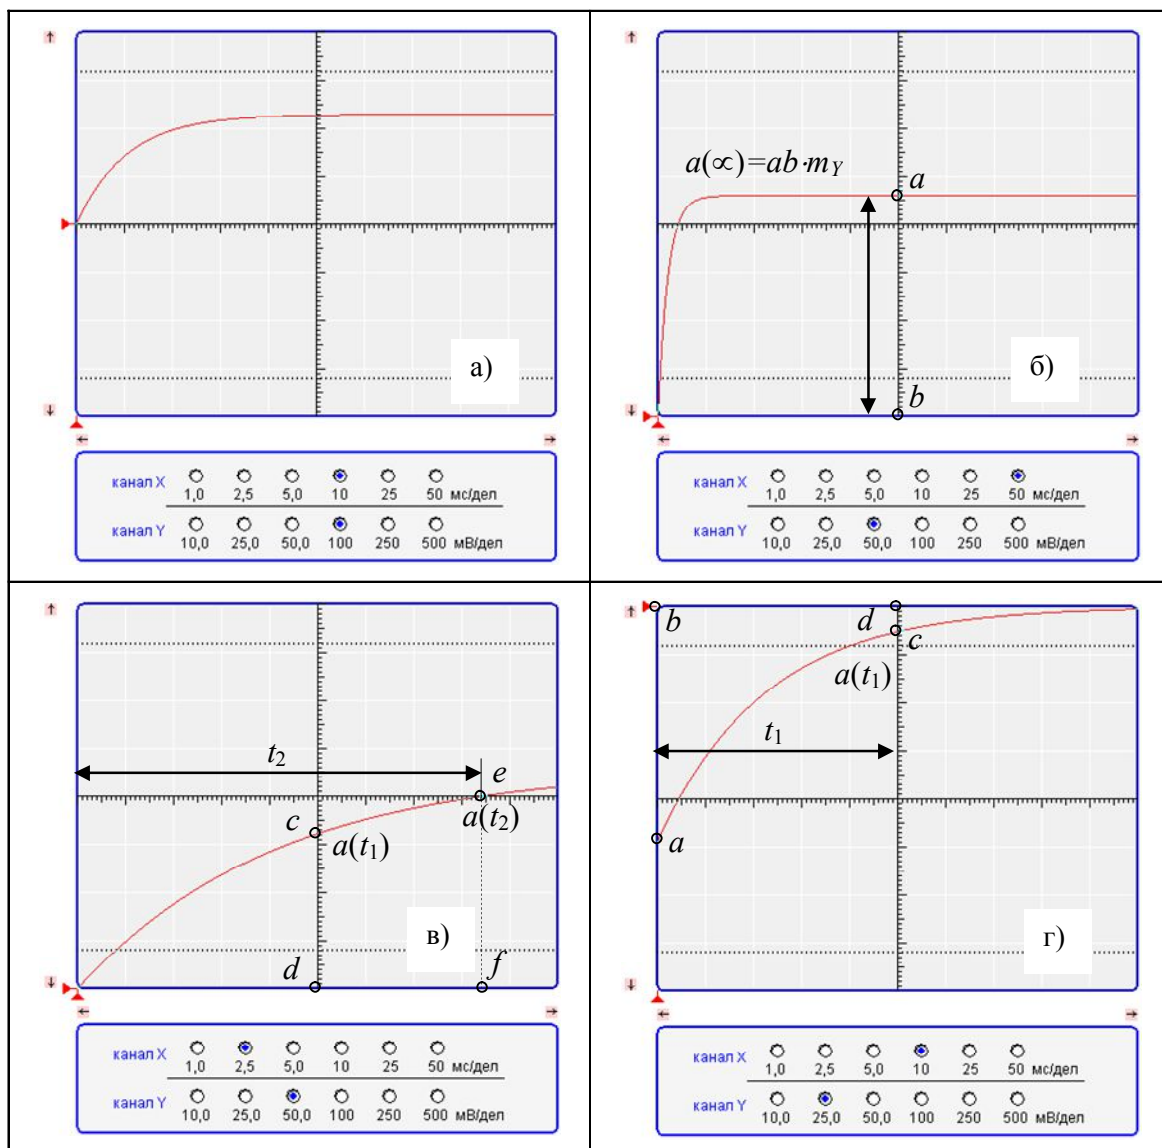 а)
канал X
1,0 2,5 5,0 10 25 50 мс/дел
канал Y
10,0 25,0 50,0 100 250 500 мВ/дел
a(∝)=ab·mY
a
б)
b
канал X
1,0 2,5 5,0 10 25 50 мс/дел
канал Y
10,0 25,0 50,0 100 250 500 мВ/дел
t2
e
c
a(t2)
a(t1)
в)
d
f
канал X
1,0 2,5 5,0 10 25 50 мс/дел
канал Y
10,0 25,0 50,0 100 250 500 мВ/дел
b
d
c
a(t1)
t1
a
г)
канал X
1,0 2,5 5,0 10 25 50 мс/дел
канал Y
10,0 25,0 50,0 100 250 500 мВ/дел